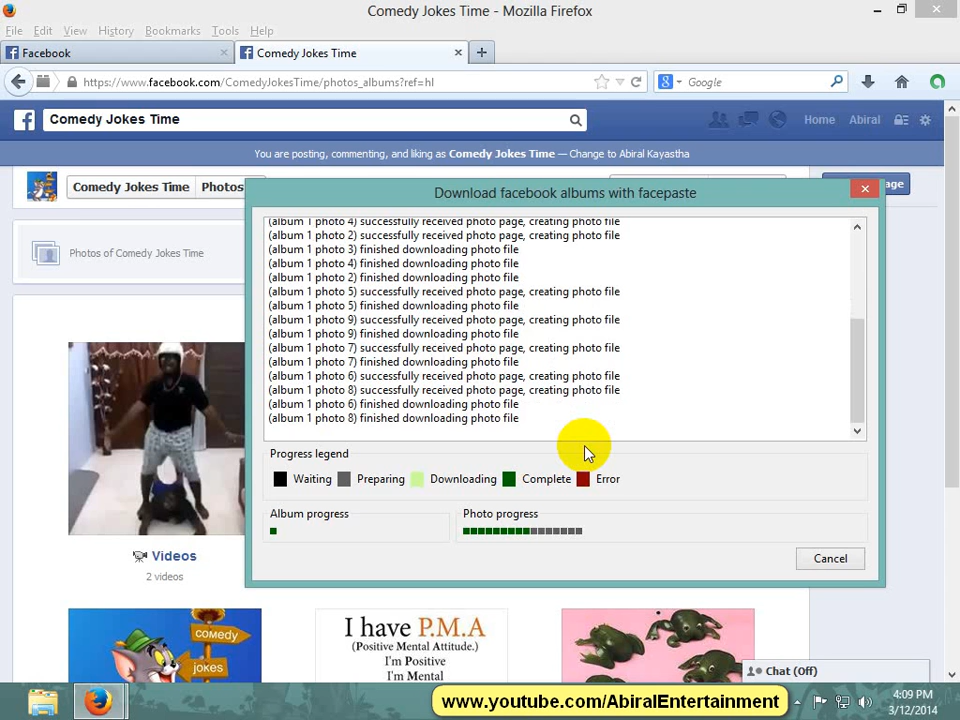 Comedy Jokes Time - Mozilla Firefox
File Edit View History Bookmarks Tools Help
Facebook
Comedy Jokes Time
https://www.facebook.com/ComedyJokesTime/photos_albums?ref=hl
Google
Comedy Jokes Time
Home Abiral
You are posting, commenting, and liking as Comedy Jokes Time — Change to Abiral Kayastha
Comedy Jokes Time
Photos
age
Download facebook albums with facepaste
Photos of Comedy Jokes Time
(album 1 photo 4) successfully received photo page, creating photo file
(album 1 photo 2) successfully received photo page, creating photo file
(album 1 photo 3) finished downloading photo file
(album 1 photo 4) finished downloading photo file
(album 1 photo 2) finished downloading photo file
(album 1 photo 5) successfully received photo page, creating photo file
(album 1 photo 5) finished downloading photo file
(album 1 photo 9) successfully received photo page, creating photo file
(album 1 photo 9) finished downloading photo file
(album 1 photo 7) successfully received photo page, creating photo file
(album 1 photo 7) finished downloading photo file
(album 1 photo 6) successfully received photo page, creating photo file
(album 1 photo 8) successfully received photo page, creating photo file
(album 1 photo 6) finished downloading photo file
(album 1 photo 8) finished downloading photo file
Progress legend
Waiting Preparing Downloading Complete Error
Album progress
Photo progress
Cancel
Videos
2 videos
comedy
jokes
I have P.M.A
(Positive Mental Attitude.)
I'm Positive
I'm Mental
Chat (Off)
www.youtube.com/AbiralEntertainment
4:09 PM
3/12/2014